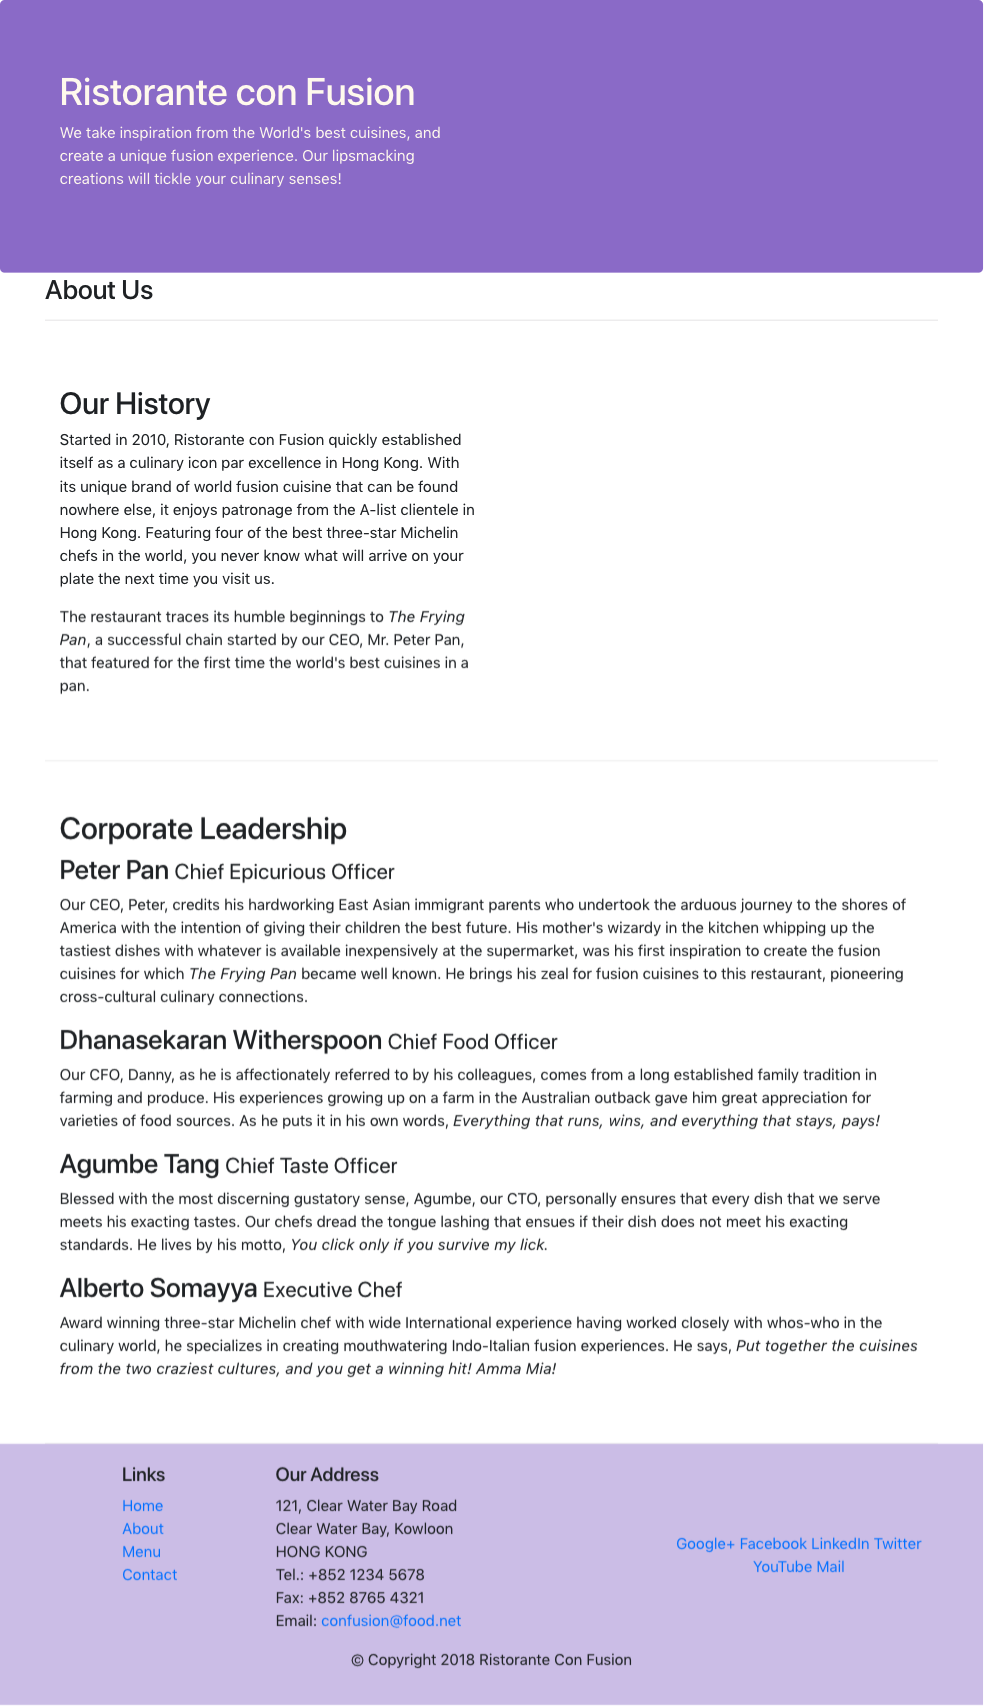 Ristorante con Fusion
We take inspiration from the World's best cuisines, and
create a unique fusion experience. Our lipsmacking
creations will tickle your culinary senses!
About Us
Our History
Started in 2010, Ristorante con Fusion quickly established
itself as a culinary icon par excellence in Hong Kong. With
its unique brand of world fusion cuisine that can be found
nowhere else, it enjoys patronage from the A-list clientele in
Hong Kong. Featuring four of the best three-star Michelin
chefs in the world, you never know what will arrive on your
plate the next time you visit us.
The restaurant traces its humble beginnings to The Frying
Pan, a successful chain started by our CEO, Mr. Peter Pan,
that featured for the first time the world's best cuisines in a
pan.
Corporate Leadership
Peter Pan Chief Epicurious Officer
Our CEO, Peter, credits his hardworking East Asian immigrant parents who undertook the arduous journey to the shores of
America with the intention of giving their children the best future. His mother's wizardy in the kitchen whipping up the
tastiest dishes with whatever is available inexpensively at the supermarket, was his first inspiration to create the fusion
cuisines for which The Frying Pan became well known. He brings his zeal for fusion cuisines to this restaurant, pioneering
cross-cultural culinary connections.
Dhanasekaran Witherspoon Chief Food Officer
Our CFO, Danny, as he is affectionately referred to by his colleagues, comes from a long established family tradition in
farming and produce. His experiences growing up on a farm in the Australian outback gave him great appreciation for
varieties of food sources. As he puts it in his own words, Everything that runs, wins, and everything that stays, pays!
Agumbe Tang Chief Taste Officer
Blessed with the most discerning gustatory sense, Agumbe, our CTO, personally ensures that every dish that we serve
meets his exacting tastes. Our chefs dread the tongue lashing that ensues if their dish does not meet his exacting
standards. He lives by his motto, You click only if you survive my lick.
Alberto Somayya Executive Chef
Award winning three-star Michelin chef with wide International experience having worked closely with whos-who in the
culinary world, he specializes in creating mouthwatering Indo-Italian fusion experiences. He says, Put together the cuisines
from the two craziest cultures, and you get a winning hit! Amma Mia!
Links
Home
About
Menu
Contact
Our Address
121, Clear Water Bay Road
Clear Water Bay, Kowloon
HONG KONG
Tel.: +852 1234 5678
Fax: +852 8765 4321
Email: confusion@food.net
Google+ Facebook LinkedIn Twitter
YouTube Mail
© Copyright 2018 Ristorante Con Fusion